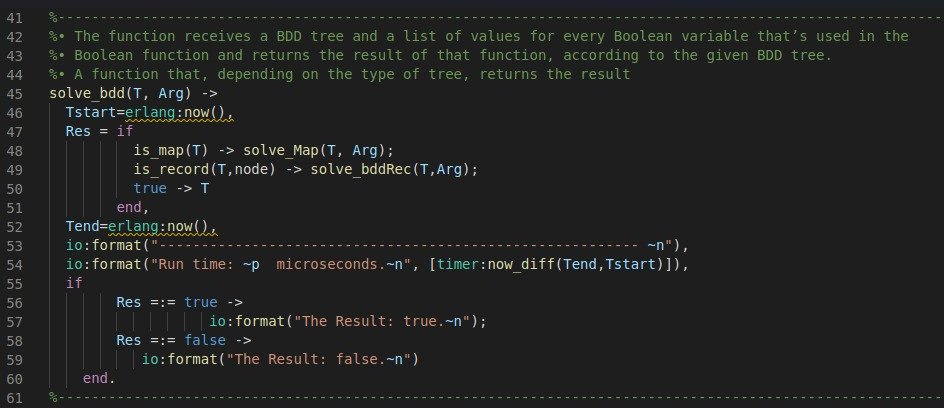 41 %----------------------------------------------------------------------------------------------------------
42 %• The function receives a BDD tree and a list of values for every Boolean variable that's used in the
43 %• Boolean function and returns the result of that function, according to the given BDD tree.
44 %• A function that, depending on the type of tree, returns the result
45 solve_bdd(T, Arg) ->
46   Tstart=erlang:now(),
47   Res = if
48           is_map(T) -> solve_Map(T, Arg);
49           is_record(T,node) -> solve_bddRec(T,Arg);
50           true -> T
51         end,
52   Tend=erlang:now(),
53   io:format("--------------------------------------------------------- ~n"),
54   io:format("Run time: ~p  microseconds.~n", [timer:now_diff(Tend,Tstart)]),
55   if
56         Res =:= true ->
57                    io:format("The Result: true.~n");
58         Res =:= false ->
59            io:format("The Result: false.~n")
60     end.
61 %----------------------------------------------------------------------------------------------------------